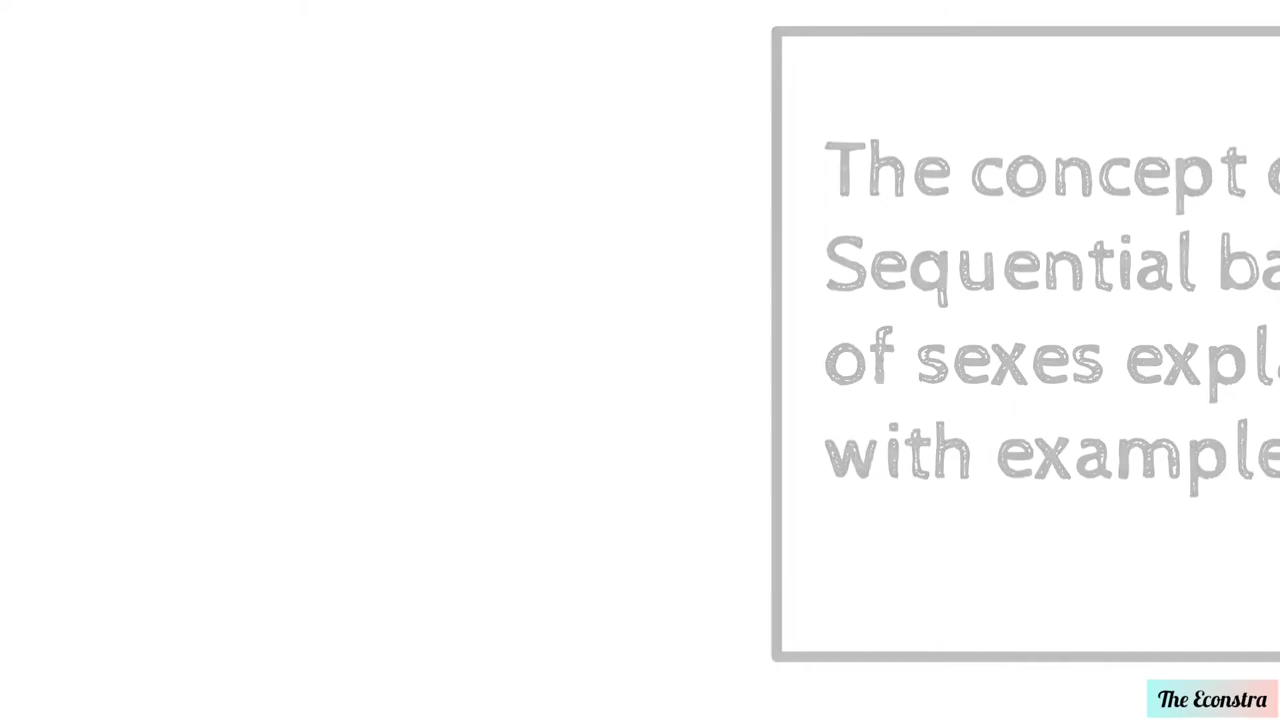 The concept
Sequential
of sexes
with
The Econstra